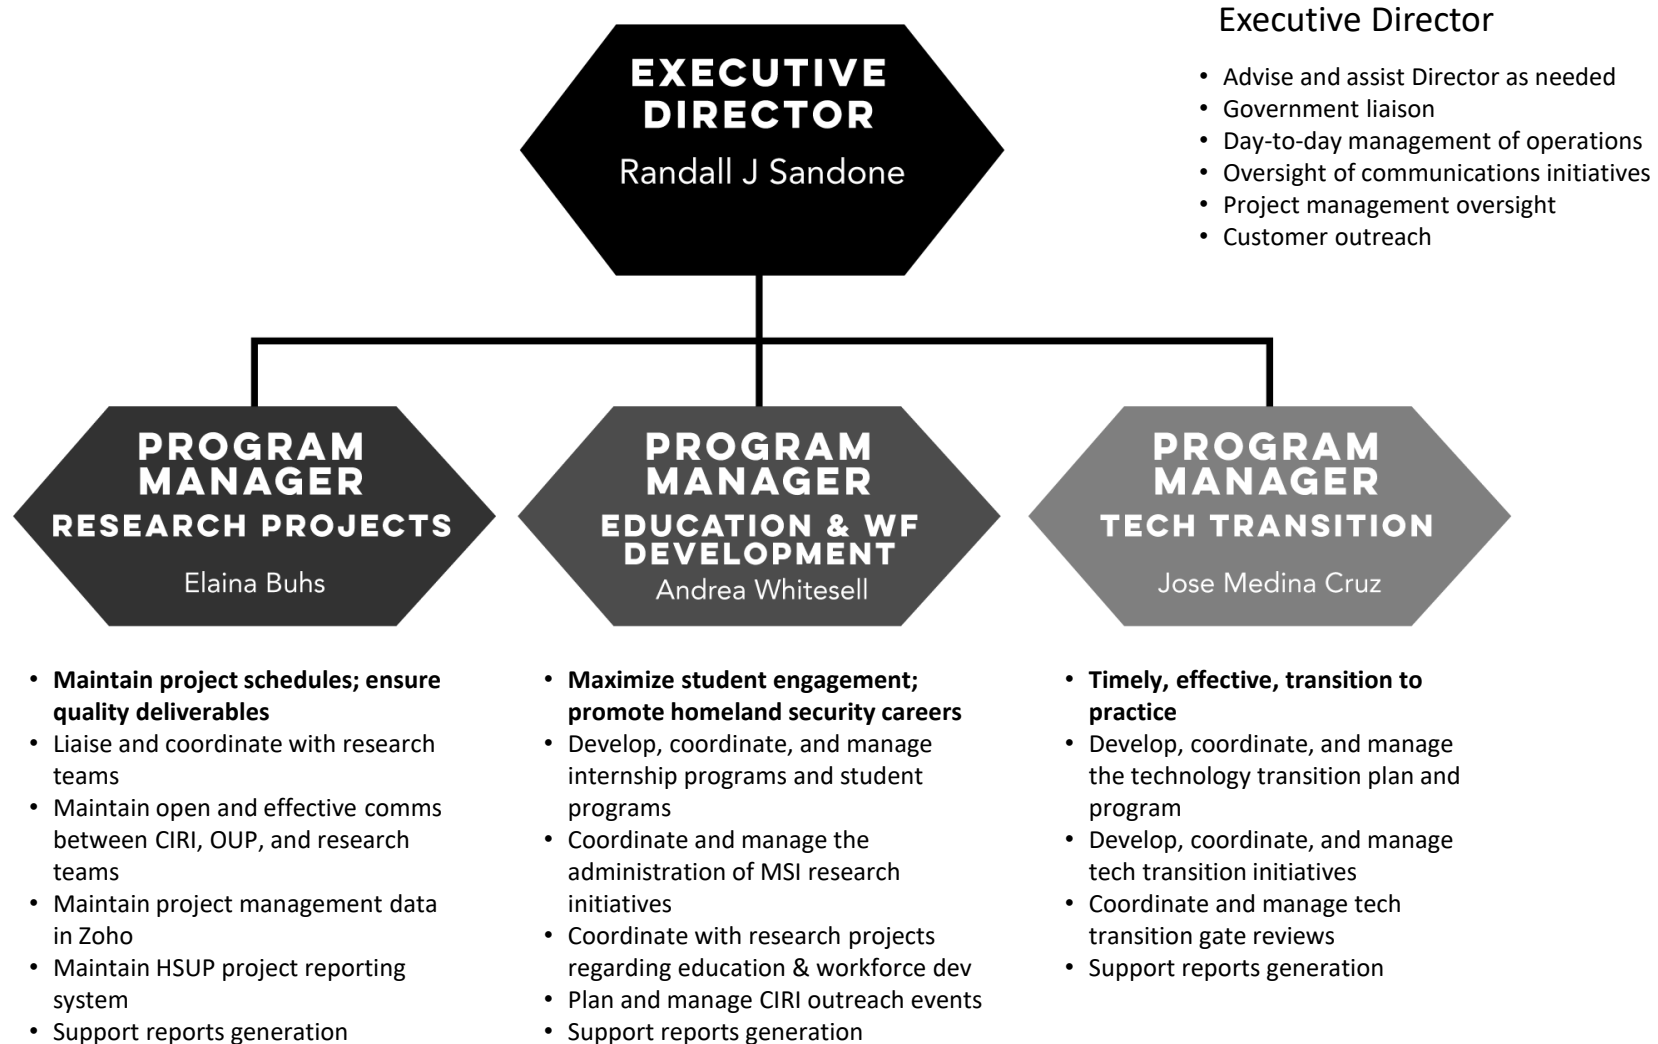 EXECUTIVE
DIRECTOR
Randall J Sandone
Executive Director
• Advise and assist Director as needed
• Government liaison
• Day-to-day management of operations
• Oversight of communications initiatives
• Project management oversight
• Customer outreach
PROGRAM
MANAGER
RESEARCH PROJECTS
Elaina Buhs
PROGRAM
MANAGER
EDUCATION & WF
DEVELOPMENT
Andrea Whitesell
PROGRAM
MANAGER
TECH TRANSITION
Jose Medina Cruz
• Maintain project schedules; ensure
quality deliverables
• Liaise and coordinate with research
teams
• Maintain open and effective comms
between CIRI, OUP, and research
teams
• Maintain project management data
in Zoho
• Maintain HSUP project reporting
system
• Support reports generation
• Maximize student engagement;
promote homeland security careers
• Develop, coordinate, and manage
internship programs and student
programs
• Coordinate and manage the
administration of MSI research
initiatives
• Coordinate with research projects
regarding education & workforce dev
• Plan and manage CIRI outreach events
• Support reports generation
• Timely, effective, transition to
practice
• Develop, coordinate, and manage
the technology transition plan and
program
• Develop, coordinate, and manage
tech transition initiatives
• Coordinate and manage tech
transition gate reviews
• Support reports generation